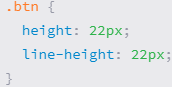 .btn {
  height: 22px;
  line-height: 22px;
}